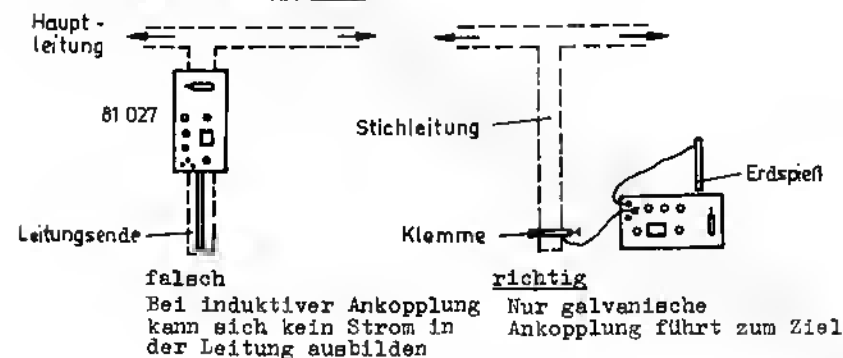 Haupt-
leitung
81 027
Leitungsende
Stichleitung
Klemme
Erdspieß
falsch
Bei induktiver Ankopplung
kann sich kein Strom in
der Leitung ausbilden
richtig
Nur galvanische
Ankopplung führt zum Ziel